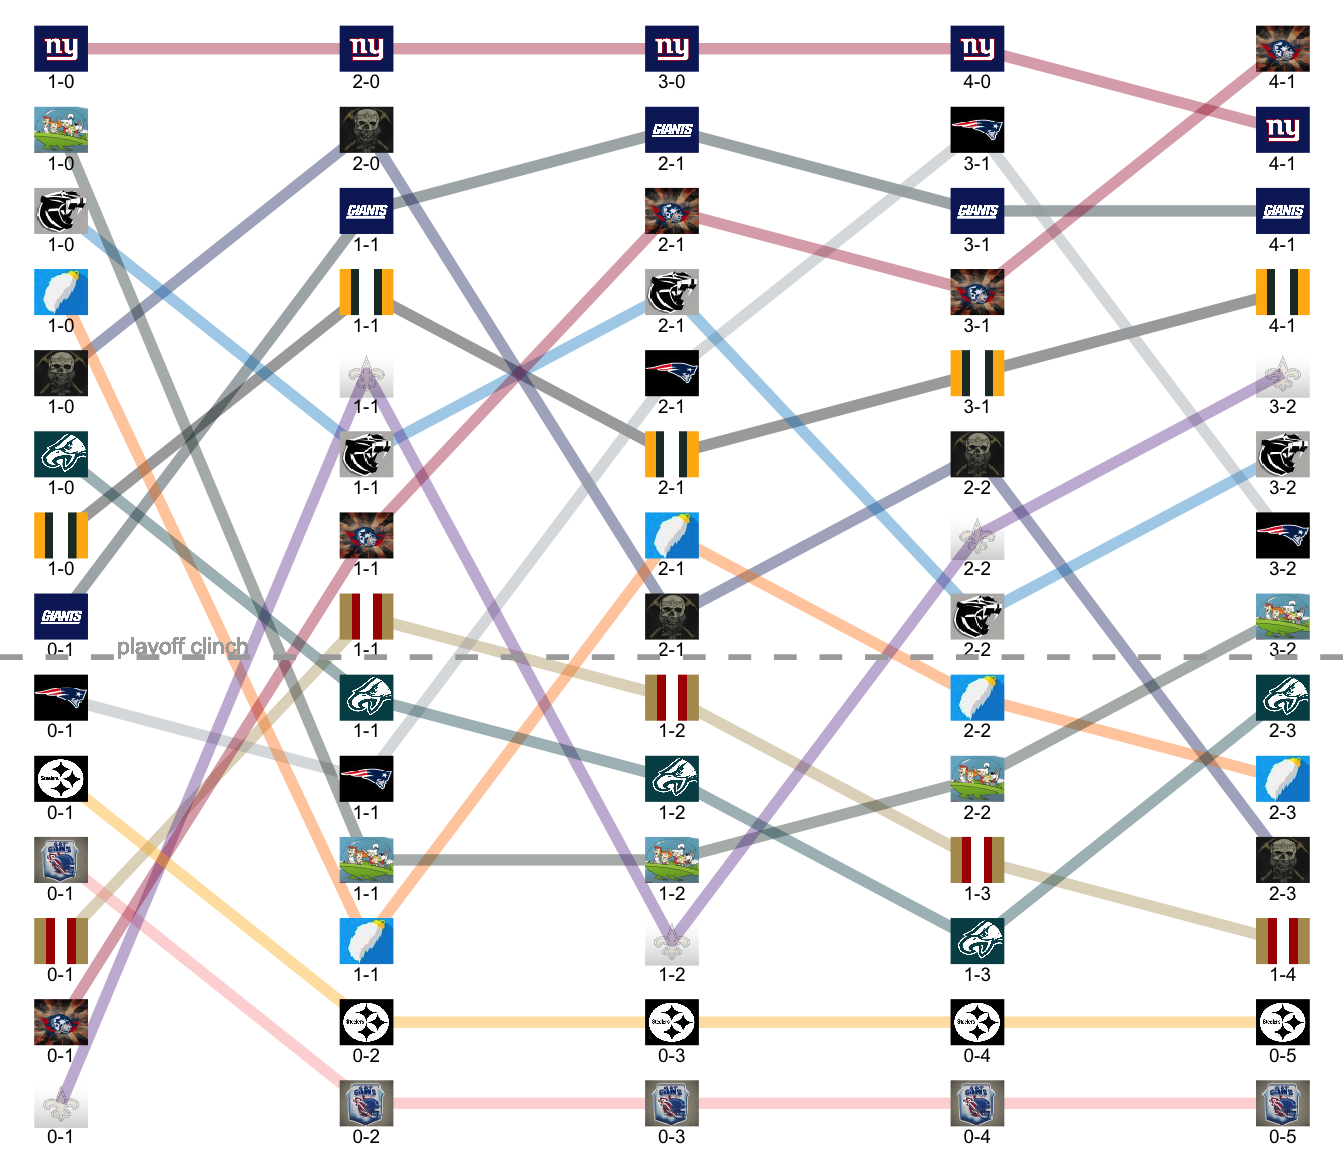 ny ny ny ny
1-0 2-0 3-0 4-0 4-1
GIANTS ny
1-0 2-0 2-1 3-1 4-1
GIANTS GIANTS GIANTS
1-0 1-1 2-1 3-1 4-1
1-0 1-1 2-1 3-1 4-1
1-0 1-1 2-1 3-1 3-2
1-0 1-1 2-1 2-2 3-2
1-0 1-1 2-1 2-2 3-2
GIANTS
0-1 1-1 2-1 2-2 3-2
playoff clinch
0-1 1-1 1-2 2-2 2-3
Steelers
0-1 1-1 1-2 2-2 2-3
0-1 1-1 1-2 1-3 2-3
0-1 1-1 1-2 1-3 1-4
Steelers Steelers Steelers Steelers
0-1 0-2 0-3 0-4 0-5
0-1 0-2 0-3 0-4 0-5